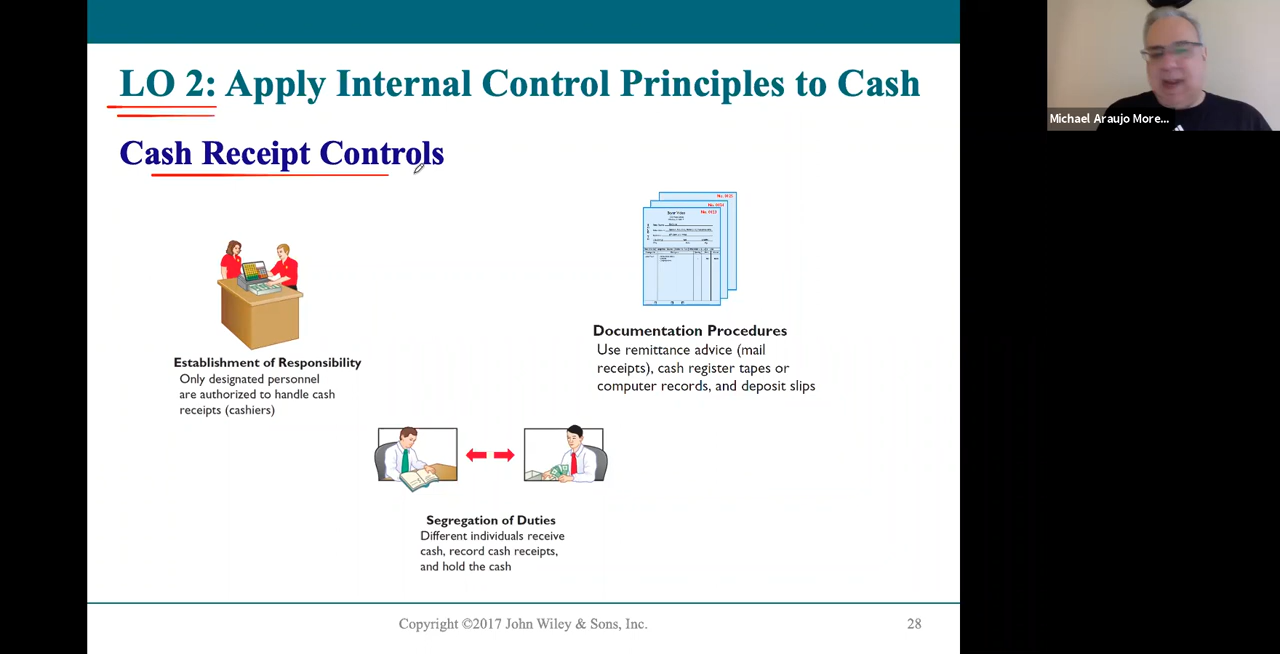 LO 2: Apply Internal Control Principles to Cash
Michael Araujo More...
Cash Receipt Controls
No. 0125
Establishment of Responsibility
Only designated personnel
are authorized to handle cash
receipts (cashiers)
Documentation Procedures
Use remittance advice (mail
receipts), cash register tapes or
computer records, and deposit slips
Segregation of Duties
Different individuals receive
cash, record cash receipts,
and hold the cash
Copyright ©2017 John Wiley & Sons, Inc.
28